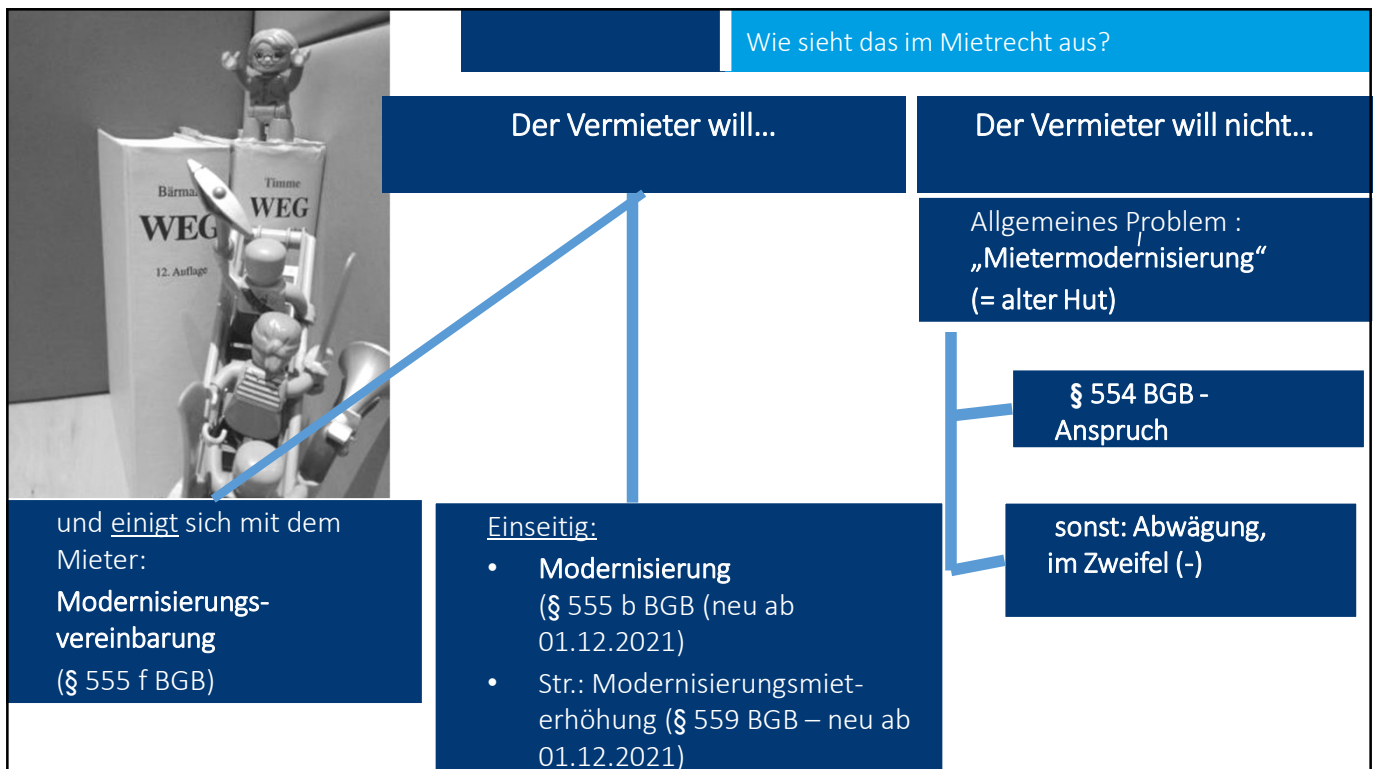 Wie sieht das im Mietrecht aus?
Der Vermieter will...
Der Vermieter will nicht...
Bärma
WEG
12. Auflage
Timme
WEG
Allgemeines Problem :
„Mietermodernisierung“
(= alter Hut)
§ 554 BGB -
Anspruch
sonst: Abwägung,
im Zweifel (-)
und einigt sich mit dem
Mieter:
Modernisierungs-
vereinbarung
(§ 555 f BGB)
Einseitig:
• Modernisierung
(§ 555 b BGB (neu ab
01.12.2021)
• Str.: Modernisierungsmiet-
erhöhung (§ 559 BGB – neu ab
01.12.2021)